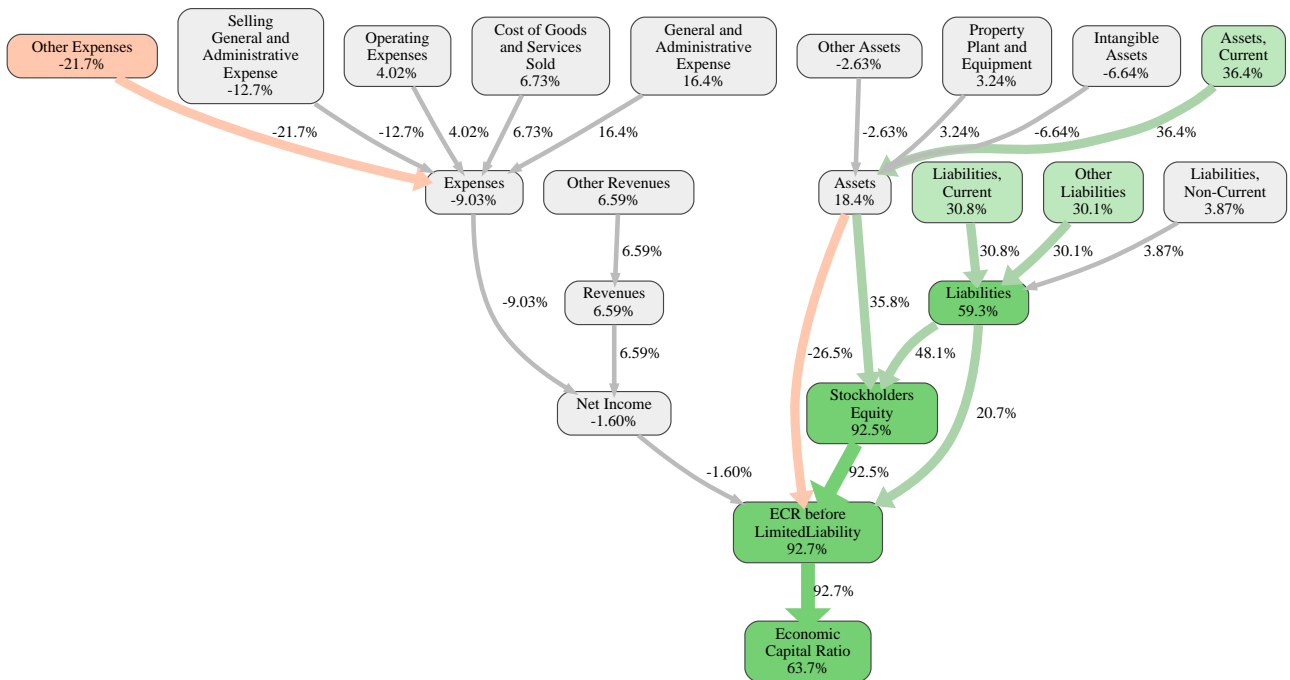 Other Expenses
-21.7%
Selling
General and
Administrative
Expense
-12.7%
Operating
Expenses
4.02%
Cost of Goods
and Services
Sold
6.73%
General and
Administrative
Expense
16.4%
Other Assets
-2.63%
Property
Plant and
Equipment
3.24%
Intangible
Assets
-6.64%
Assets,
Current
36.4%
-21.7%
-12.7%
4.02%
6.73%
16.4%
-2.63%
3.24%
-6.64%
36.4%
Expenses
-9.03%
Other Revenues
6.59%
Assets
18.4%
Liabilities,
Current
30.8%
Other
Liabilities
30.1%
Liabilities,
Non-Current
3.87%
6.59%
30.8%
30.1%
3.87%
-9.03%
Revenues
6.59%
35.8%
Liabilities
59.3%
6.59%
-26.5%
48.1%
20.7%
Net Income
-1.60%
Stockholders
Equity
92.5%
-1.60%
92.5%
ECR before
LimitedLiability
92.7%
92.7%
Economic
Capital Ratio
63.7%